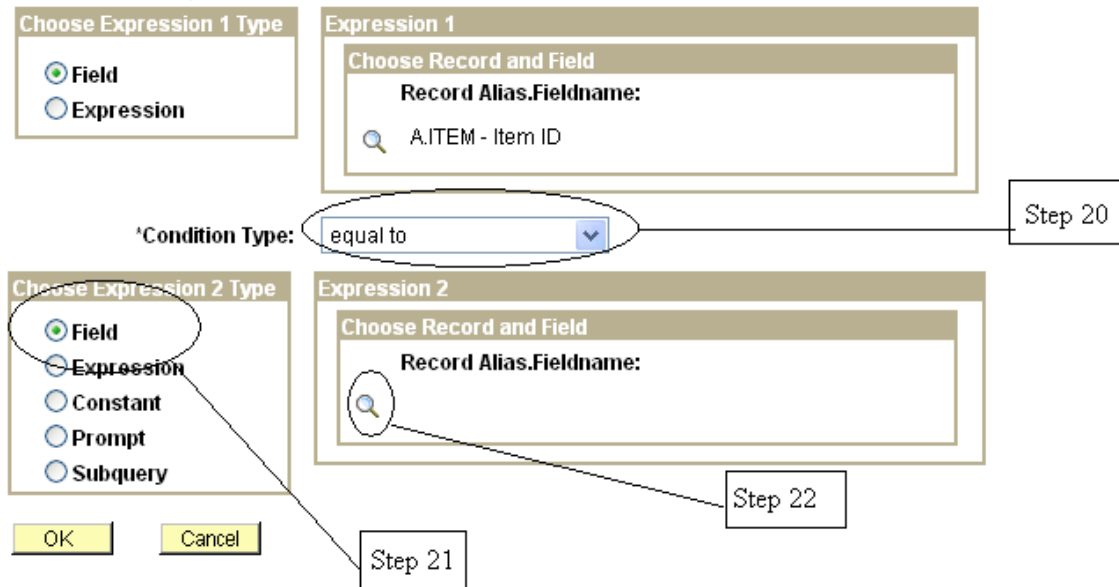 Choose Expression 1 Type
Field
Expression
Expression 1
Choose Record and Field
Record Alias.Fieldname:
A.ITEM - Item ID
*Condition Type:
equal to
Step 20
Choose Expression 2 Type
Field
Expression
Constant
Prompt
Subquery
Expression 2
Choose Record and Field
Record Alias.Fieldname:
Step 22
OK
Cancel
Step 21